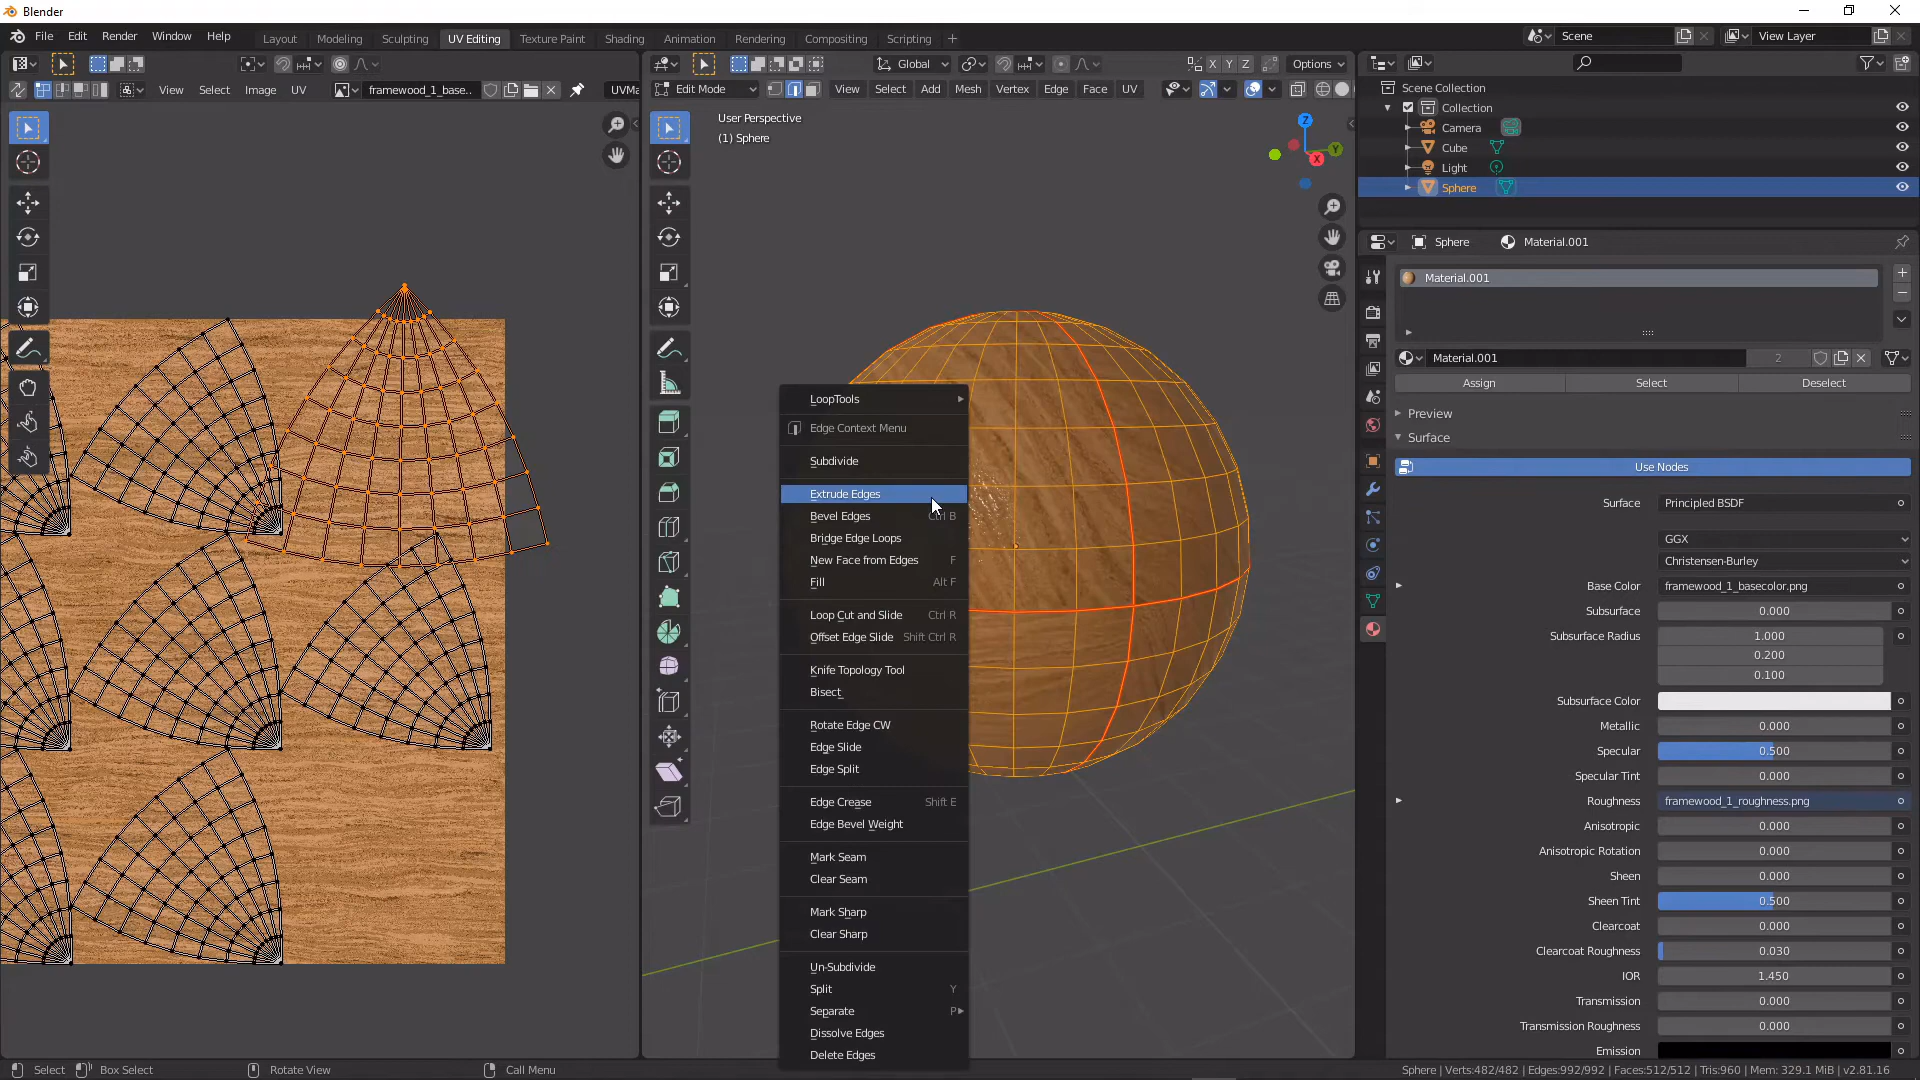 Blender
File Edit Render Window Help
Layout Modeling Sculpting UV Editing Texture Paint Shading Animation Rendering Compositing Scripting +
Scene
View Layer
Global
X Y Z
Options
View Select Image UV
framewood_1_base..
UVMa
Edit Mode
View Select Add Mesh Vertex Edge Face UV
User Perspective
(1) Sphere
Z
Y
X
LoopTools
Edge Context Menu
Subdivide
Extrude Edges
Bevel Edges Ctrl B
Bridge Edge Loops
New Face from Edges F
Fill Alt F
Loop Cut and Slide Ctrl R
Offset Edge Slide Shift Ctrl R
Knife Topology Tool
Bisect
Rotate Edge CW
Edge Slide
Edge Split
Edge Crease Shift E
Edge Bevel Weight
Mark Seam
Clear Seam
Mark Sharp
Clear Sharp
Un-Subdivide
Split Y
Separate P
Dissolve Edges
Delete Edges
Scene Collection
Collection
Camera
Cube
Light
Sphere
Sphere Material.001
Material.001
Material.001 2
Assign Select Deselect
Preview
Surface
Use Nodes
Surface Principled BSDF
GGX
Christensen-Burley
Base Color framewood_1_basecolor.png
Subsurface 0.000
Subsurface Radius 1.000
0.200
0.100
Subsurface Color
Metallic 0.000
Specular 0.500
Specular Tint 0.000
Roughness framewood_1_roughness.png
Anisotropic 0.000
Anisotropic Rotation 0.000
Sheen 0.000
Sheen Tint 0.500
Clearcoat 0.000
Clearcoat Roughness 0.030
IOR 1.450
Transmission 0.000
Transmission Roughness 0.000
Emission
Select Box Select Rotate View Call Menu
Sphere | Verts:482/482 | Edges:992/992 | Faces:512/512 | Tris:960 | Mem: 329.1 MiB | v2.81.16